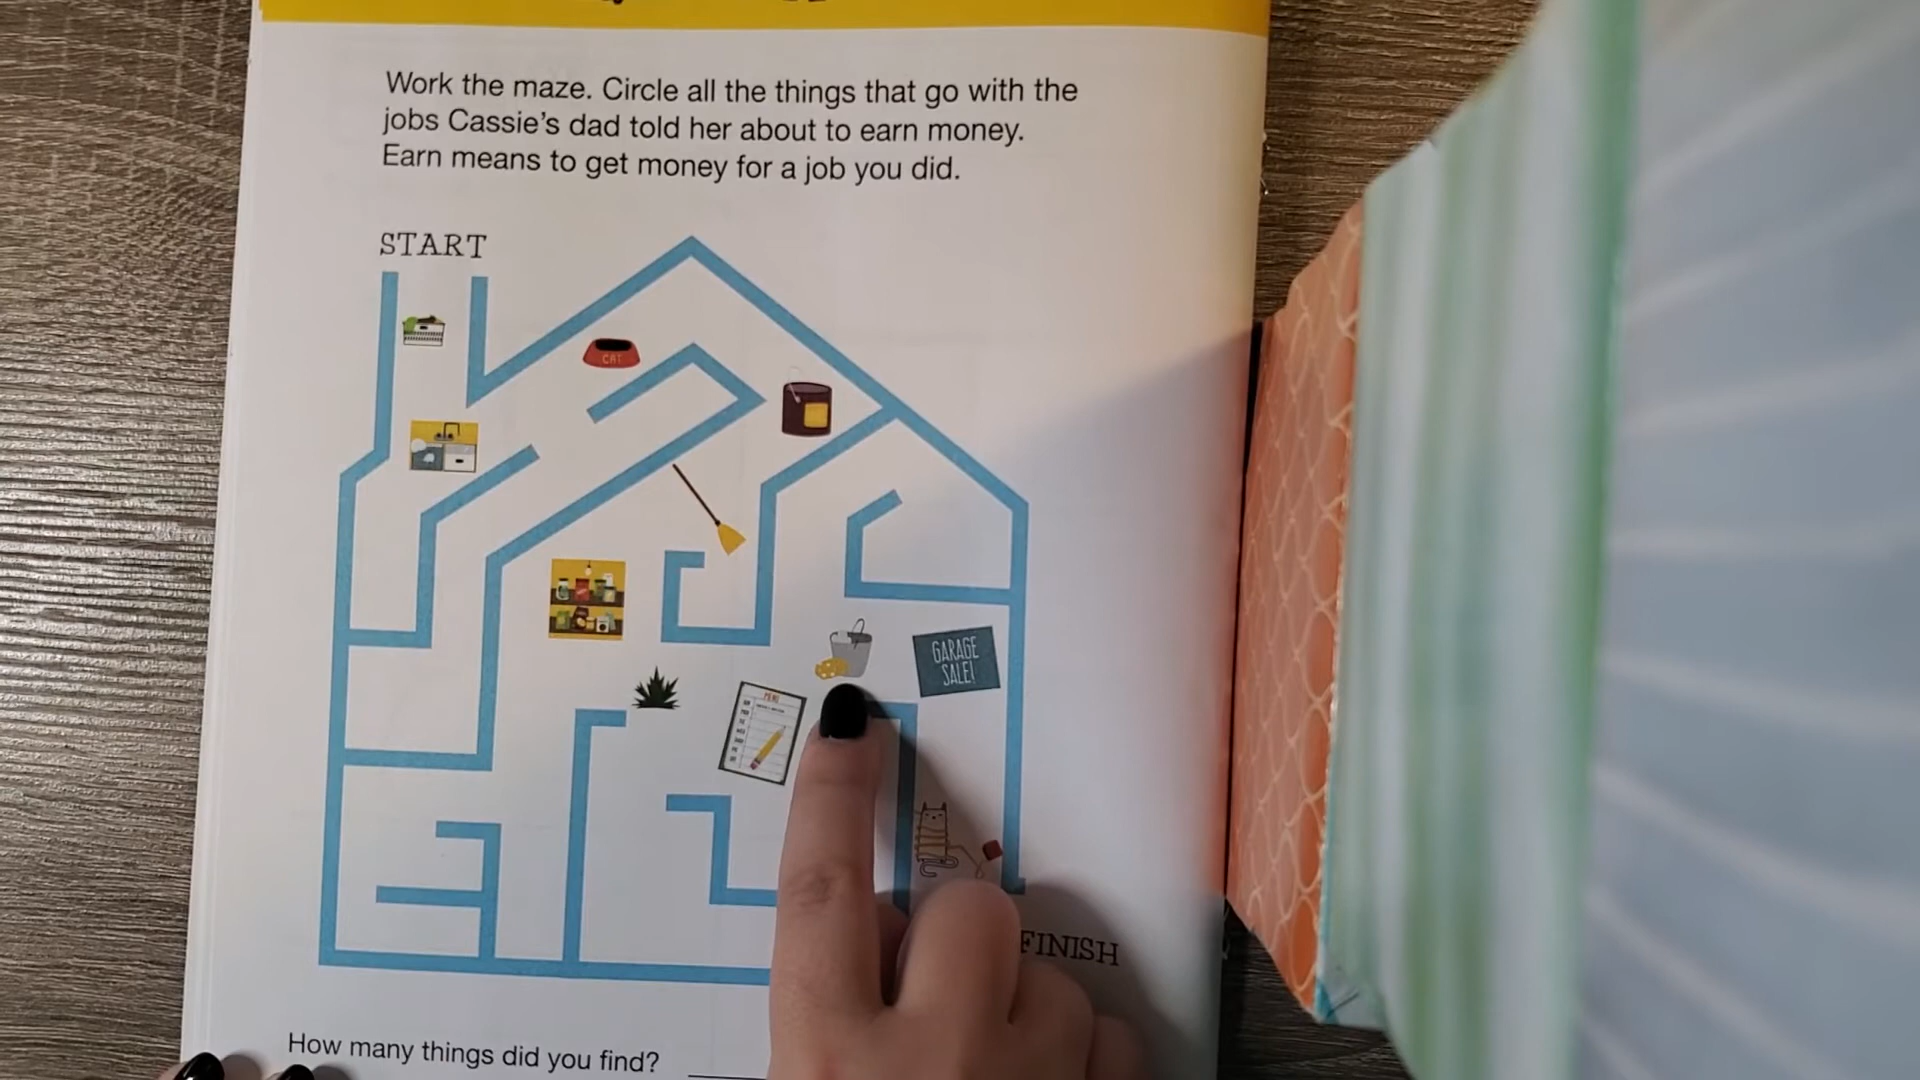 Work the maze. Circle all the things that go with the
jobs Cassie's dad told her about to earn money.
Earn means to get money for a job you did.
START
CAT
GARAGE
SALE!
FINISH
How many things did you find?